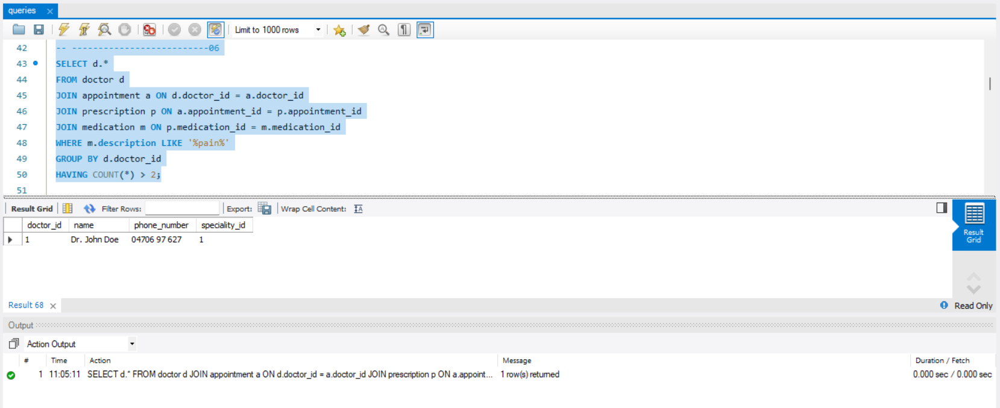 queries
Limit to 1000 rows
42 -- --------------------------06
43 SELECT d.*
44 FROM doctor d
45 JOIN appointment a ON d.doctor_id = a.doctor_id
46 JOIN prescription p ON a.appointment_id = p.appointment_id
47 JOIN medication m ON p.medication_id = m.medication_id
48 WHERE m.description LIKE '%pain%'
49 GROUP BY d.doctor_id
50 HAVING COUNT(*) > 2;
51
Result Grid Filter Rows: Export: Wrap Cell Content:
doctor_id name phone_number speciality_id
1 Dr. John Doe 04706 97 627 1
Result
Grid
Result 68 Read Only
Output
Action Output
# Time Action Message Duration / Fetch
1 11:05:11 SELECT d.* FROM doctor d JOIN appointment a ON d.doctor_id = a.doctor_id JOIN prescription p ON a.appoint... 1 row(s) returned 0.000 sec / 0.000 sec